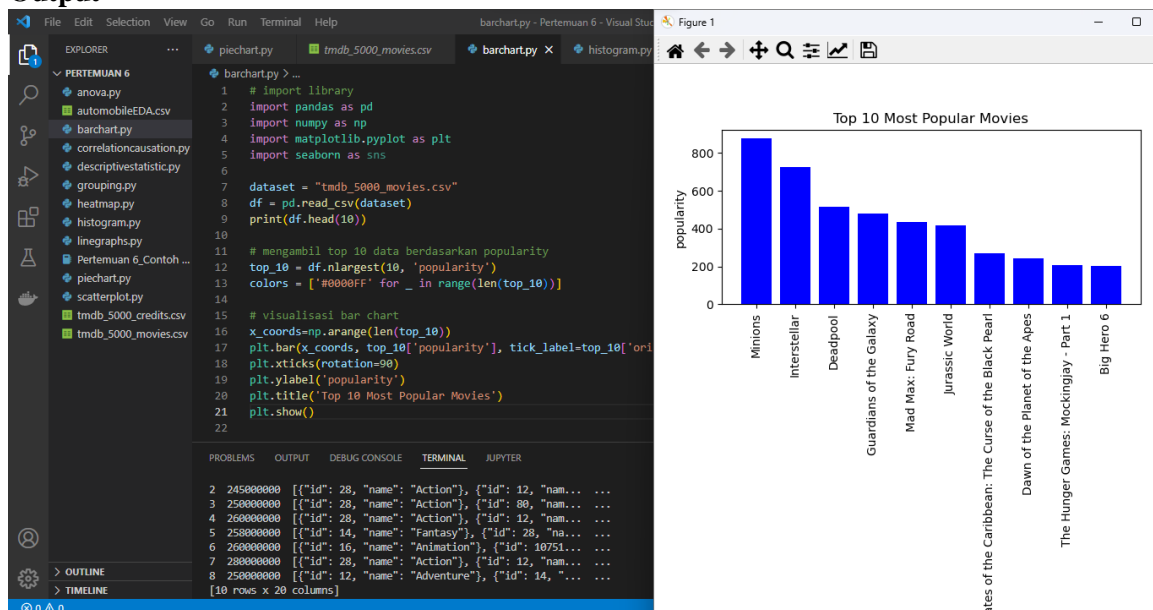 Output
File Edit Selection View Go Run Terminal Help barchart.py - Pertemuan 6 - Visual Stu
EXPLORER ...
PERTEMUAN 6
anova.py
automobileEDA.csv
barchart.py
correlationcausation.py
descriptivestatistic.py
grouping.py
heatmap.py
histogram.py
linegraphs.py
Pertemuan 6_Contoh ...
piechart.py
scatterplot.py
tmdb_5000_credits.csv
tmdb_5000_movies.csv
OUTLINE
TIMELINE
1
0 0
piechart.py tmdb_5000_movies.csv barchart.py histogram.py
barchart.py > ...
1 # import library
2 import pandas as pd
3 import numpy as np
4 import matplotlib.pyplot as plt
5 import seaborn as sns
6
7 dataset = "tmdb_5000_movies.csv"
8 df = pd.read_csv(dataset)
9 print(df.head(10))
10
11 # mengambil top 10 data berdasarkan popularity
12 top_10 = df.nlargest(10, 'popularity')
13 colors = ['#0000FF' for _ in range(len(top_10))]
14
15 # visualisasi bar chart
16 x_coords=np.arange(len(top_10))
17 plt.bar(x_coords, top_10['popularity'], tick_label=top_10['ori
18 plt.xticks(rotation=90)
19 plt.ylabel('popularity')
20 plt.title('Top 10 Most Popular Movies')
21 plt.show()
22
PROBLEMS OUTPUT DEBUG CONSOLE TERMINAL JUPYTER
2 245000000 [{"id": 28, "name": "Action"}, {"id": 12, "nam... ...
3 250000000 [{"id": 28, "name": "Action"}, {"id": 80, "nam... ...
4 260000000 [{"id": 28, "name": "Action"}, {"id": 12, "nam... ...
5 258000000 [{"id": 14, "name": "Fantasy"}, {"id": 28, "na... ...
6 260000000 [{"id": 16, "name": "Animation"}, {"id": 10751... ...
7 280000000 [{"id": 28, "name": "Action"}, {"id": 12, "nam... ...
8 250000000 [{"id": 12, "name": "Adventure"}, {"id": 14, "... ...
[10 rows x 20 columns]
Figure 1
Top 10 Most Popular Movies
popularity
800
600
400
200
0
Minions
Interstellar
Deadpool
Guardians of the Galaxy
Mad Max: Fury Road
Jurassic World
ates of the Caribbean: The Curse of the Black Pearl
Dawn of the Planet of the Apes
The Hunger Games: Mockingjay - Part 1
Big Hero 6